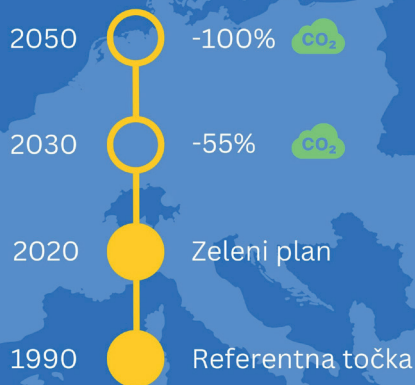 2050 -100% CO₂
2030 -55% CO₂
2020 Zeleni plan
1990 Referentna točka